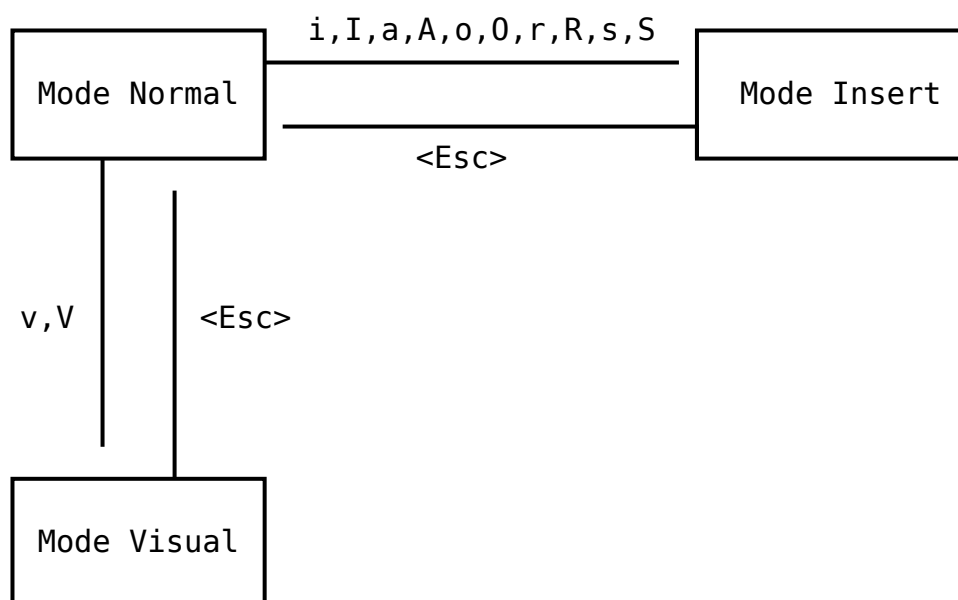 i,I,a,A,o,O,r,R,s,S
Mode Normal
Mode Insert
<Esc>
v,V
<Esc>
Mode Visual